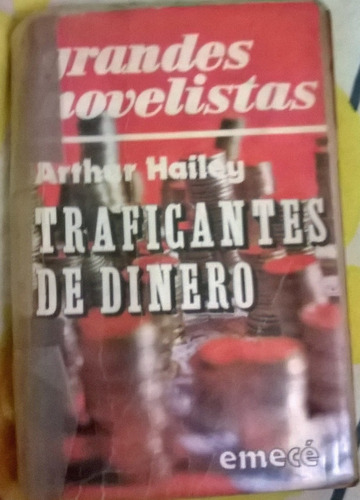 grandes
novelistas
Arthur Hailey
TRAFICANTES
DE DINERO
emecé